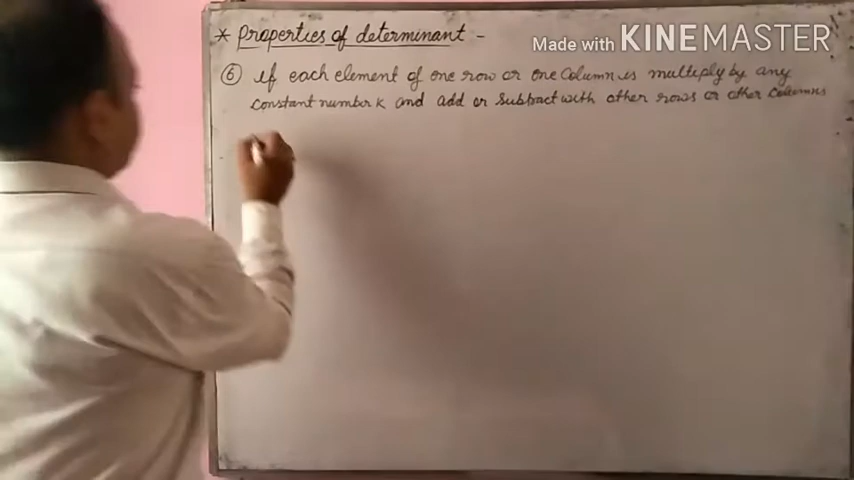 * Properties of determinant -
Made with KINEMASTER
⑥ if each element of one row or one Column is multiply by any
constant number K and add or Subtract with other rows or other Columns